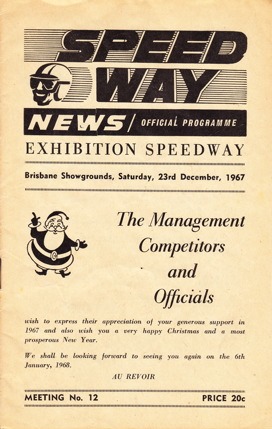 SPEED
WAY
NEWS / OFFICIAL PROGRAMME
EXHIBITION SPEEDWAY
Brisbane Showgrounds, Saturday, 23rd December, 1967
The Management
Competitors
and
Officials
wish to express their appreciation of your generous support in
1967 and also wish you a very happy Christmas and a most
prosperous New Year.
We shall be looking forward to seeing you again on the 6th
January, 1968.
AU REVOIR
MEETING No. 12 PRICE 20c